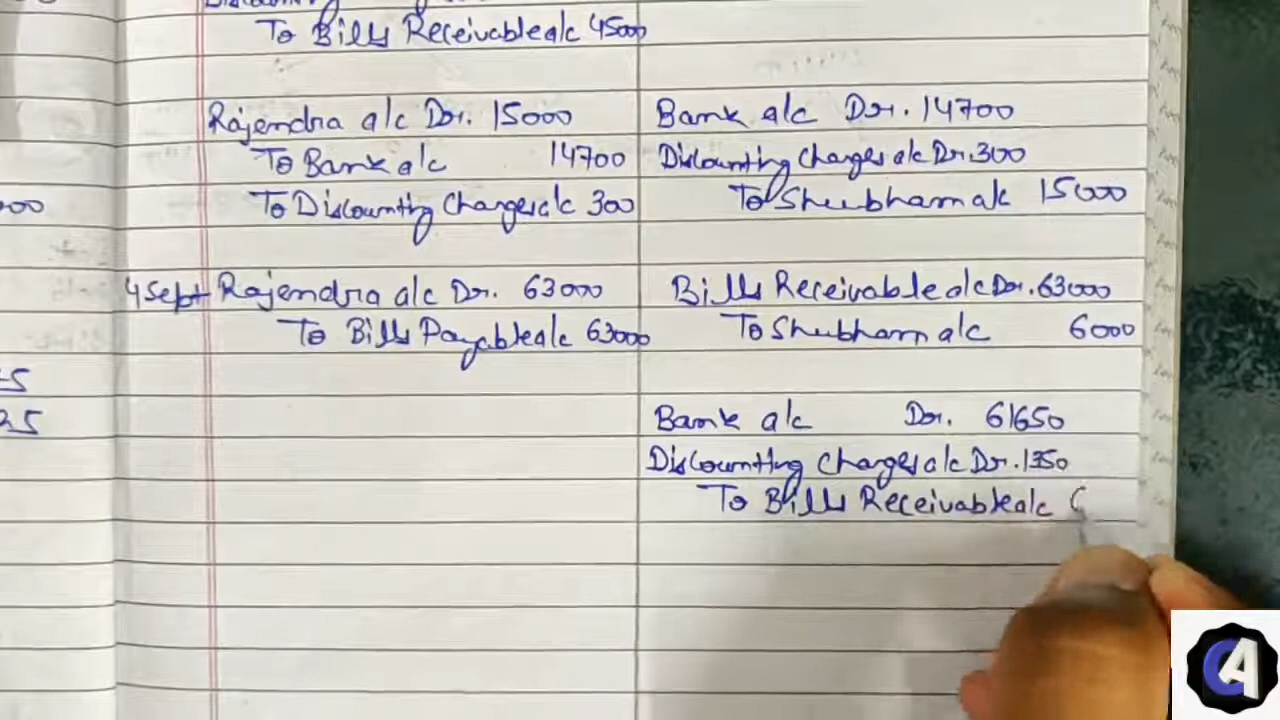 To Bills Receivable a/c 45000
Rajendra a/c Dr. 15000
To Bank a/c 14700
To Discounting Charges a/c 300
4 Sept Rajendra a/c Dr. 63000
To Bills Payable a/c 63000
Bank a/c Dr. 14700
Discounting Charges a/c Dr. 300
To Shubham a/c 15000
Bills Receivable a/c Dr. 63000
To Shubham a/c 6000
Bank a/c Dr. 61650
Discounting Charges a/c Dr. 1350
To Bills Receivable a/c
CA